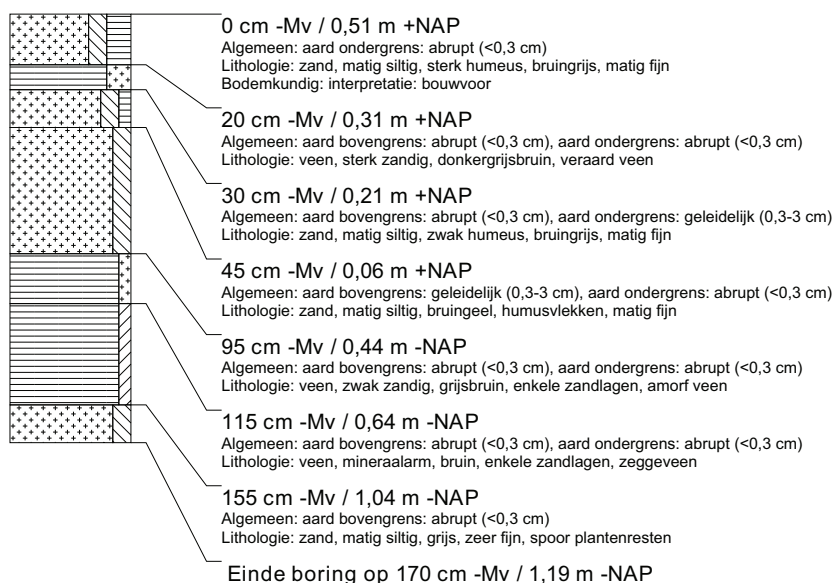 0 cm -Mv / 0,51 m +NAP
Algemeen: aard ondergrens: abrupt (<0,3 cm)
Lithologie: zand, matig siltig, sterk humeus, bruingrijs, matig fijn
Bodemkundig: interpretatie: bouwvoor
20 cm -Mv / 0,31 m +NAP
Algemeen: aard bovengrens: abrupt (<0,3 cm), aard ondergrens: abrupt (<0,3 cm)
Lithologie: veen, sterk zandig, donkergrijsbruin, veraard veen
30 cm -Mv / 0,21 m +NAP
Algemeen: aard bovengrens: abrupt (<0,3 cm), aard ondergrens: geleidelijk (0,3-3 cm)
Lithologie: zand, matig siltig, zwak humeus, bruingrijs, matig fijn
45 cm -Mv / 0,06 m +NAP
Algemeen: aard bovengrens: geleidelijk (0,3-3 cm), aard ondergrens: abrupt (<0,3 cm)
Lithologie: zand, matig siltig, bruingeel, humusvlekken, matig fijn
95 cm -Mv / 0,44 m -NAP
Algemeen: aard bovengrens: abrupt (<0,3 cm), aard ondergrens: abrupt (<0,3 cm)
Lithologie: veen, zwak zandig, grijsbruin, enkele zandlagen, amorf veen
115 cm -Mv / 0,64 m -NAP
Algemeen: aard bovengrens: abrupt (<0,3 cm), aard ondergrens: abrupt (<0,3 cm)
Lithologie: veen, mineraalarm, bruin, enkele zandlagen, zeggeveen
155 cm -Mv / 1,04 m -NAP
Algemeen: aard bovengrens: abrupt (<0,3 cm)
Lithologie: zand, matig siltig, grijs, zeer fijn, spoor plantenresten
Einde boring op 170 cm -Mv / 1,19 m -NAP